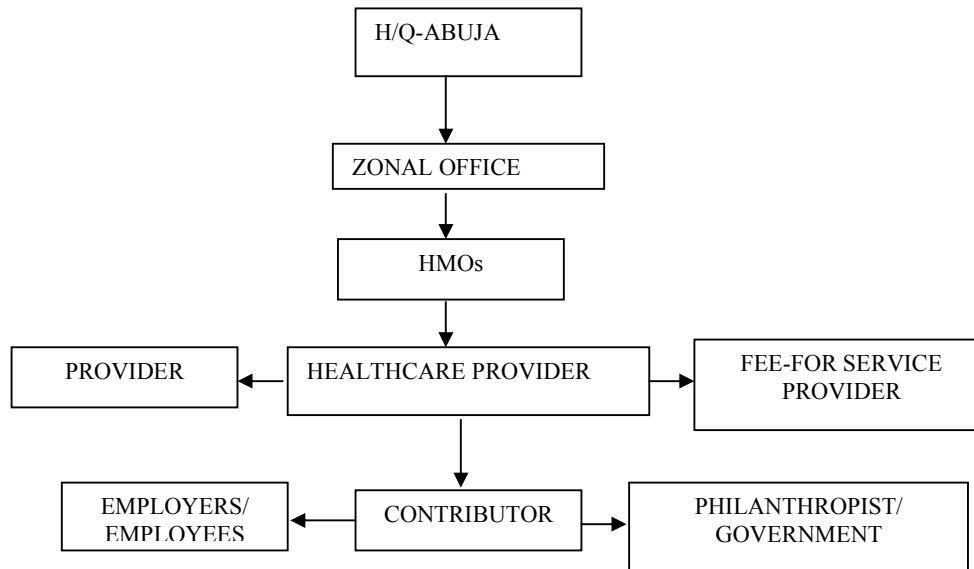 H/Q-ABUJA
ZONAL OFFICE
HMOs
PROVIDER
HEALTHCARE PROVIDER
FEE-FOR SERVICE
PROVIDER
EMPLOYERS/
EMPLOYEES
CONTRIBUTOR
PHILANTHROPIST/
GOVERNMENT